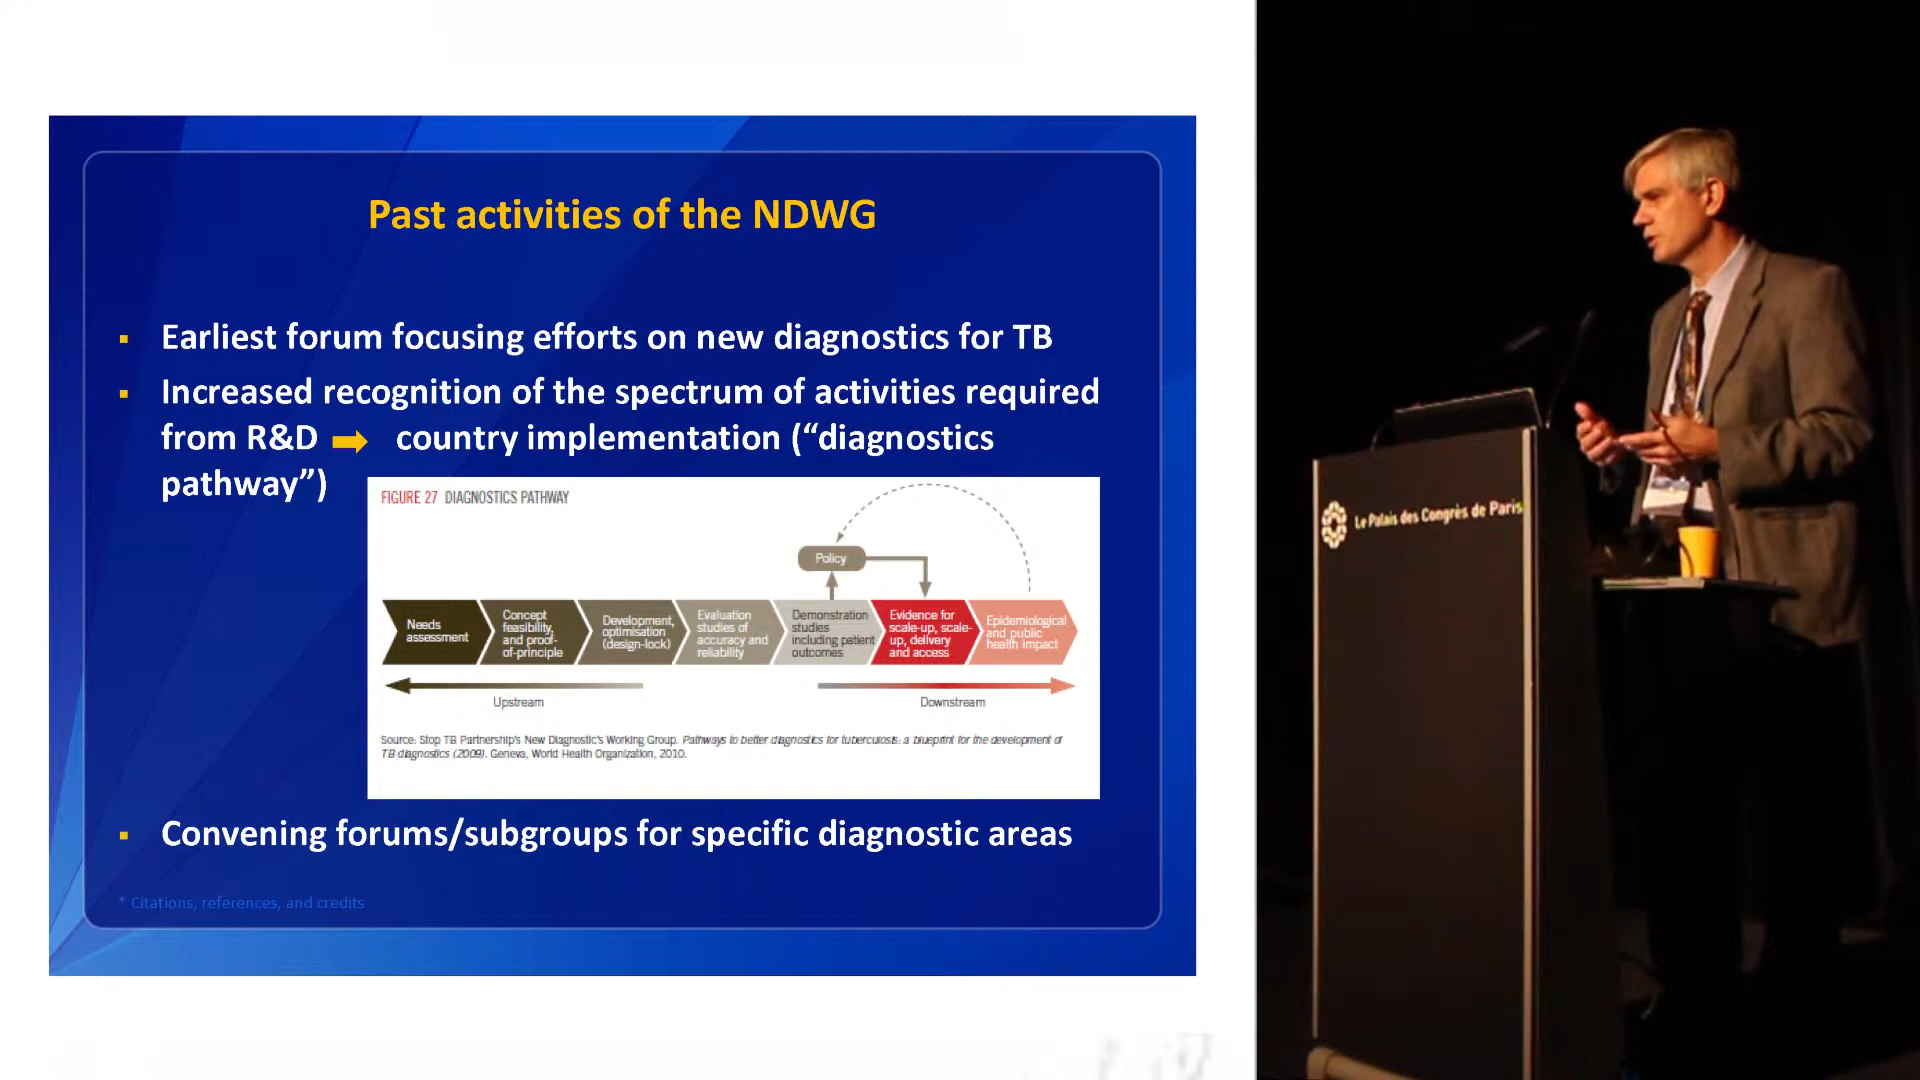 Past activities of the NDWG
Earliest forum focusing efforts on new diagnostics for TB
Increased recognition of the spectrum of activities required
from R&D country implementation (“diagnostics
pathway”)
FIGURE 27 DIAGNOSTICS PATHWAY
Policy
Needs
assessment
Concept
feasibility,
and proof-
of-principle
Development,
optimisation
(design-lock)
Evaluation
studies of
accuracy and
reliability
Demonstration
studies
including patient
outcomes
Evidence for
scale-up, scale-
up, delivery
and access
Epidemiological
and public
health impact
Upstream
Downstream
Source: Stop TB Partnership's New Diagnostic's Working Group. Pathways to better diagnostics for tuberculosis: a blueprint for the development of
TB diagnostics (2009). Geneva, World Health Organization, 2010.
Convening forums/subgroups for specific diagnostic areas
* Citations, references, and credits
Le Palais des Congrès de Paris